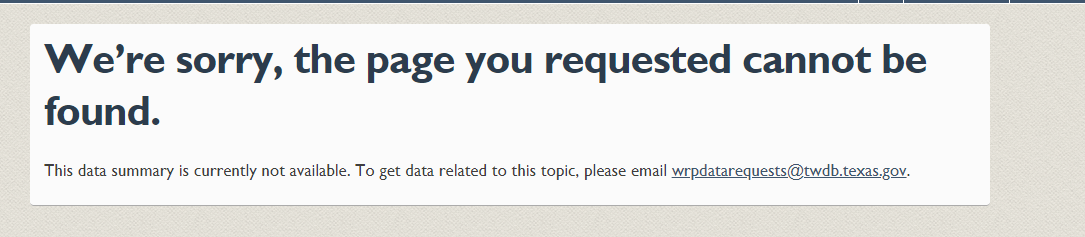 We’re sorry, the page you requested cannot be
found.
This data summary is currently not available. To get data related to this topic, please email wrpdatarequests@twdb.texas.gov.